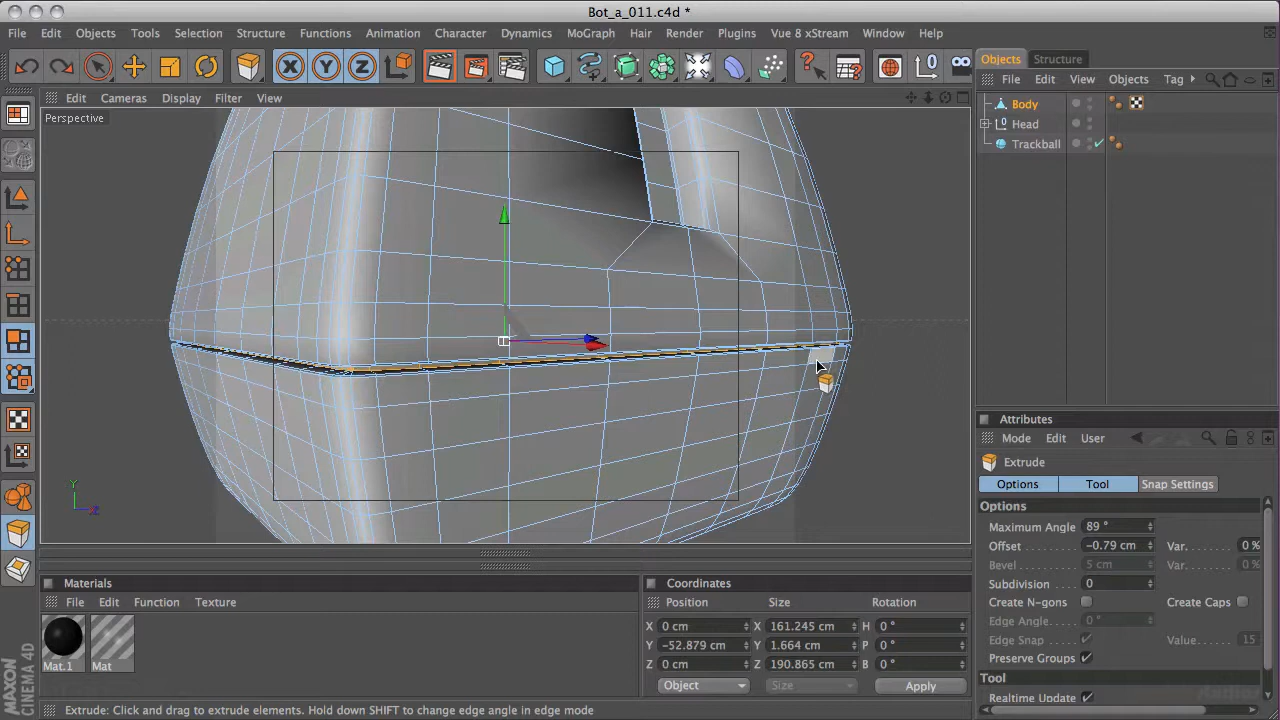 Bot_a_011.c4d *
File Edit Objects Tools Selection Structure Functions Animation Character Dynamics MoGraph Hair Render Plugins Vue 8 xStream Window Help
X Y Z
Edit Cameras Display Filter View
Perspective
Y
Z
Objects Structure
File Edit View Objects Tag
Body
Head
Trackball
Attributes
Mode Edit User
Extrude
Options Tool Snap Settings
Options
Maximum Angle 89 °
Offset -0.79 cm Var. 0 %
Bevel 5 cm Var. 0 %
Subdivision 0
Create N-gons Create Caps
Edge Angle 0 °
Edge Snap Value 15
Preserve Groups
Tool
Realtime Update
Materials
File Edit Function Texture
Mat.1 Mat
Coordinates
Position Size Rotation
X 0 cm X 161.245 cm H 0 °
Y -52.879 cm Y 1.664 cm P 0 °
Z 0 cm Z 190.865 cm B 0 °
Object Size Apply
MAXON
CINEMA 4D
Extrude: Click and drag to extrude elements. Hold down SHIFT to change edge angle in edge mode